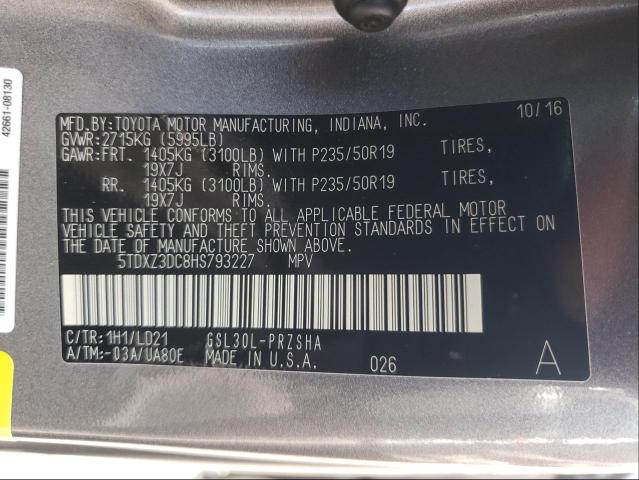 42661-08130
10/16
MFD.BY:TOYOTA MOTOR MANUFACTURING, INDIANA, INC.
GVWR:2715KG (5995LB)
GAWR:FRT. 1405KG (3100LB) WITH P235/50R19 TIRES,
19X7J RIMS.
RR. 1405KG (3100LB) WITH P235/50R19 TIRES,
19X7J RIMS.
THIS VEHICLE CONFORMS TO ALL APPLICABLE FEDERAL MOTOR
VEHICLE SAFETY AND THEFT PREVENTION STANDARDS IN EFFECT ON
THE DATE OF MANUFACTURE SHOWN ABOVE.
5TDXZ3DC8HS793227 MPV
C/TR:1H1/LD21 GSL30L-PRZSHA
A/TM:-03A/UA80E MADE IN U.S.A. 026 A